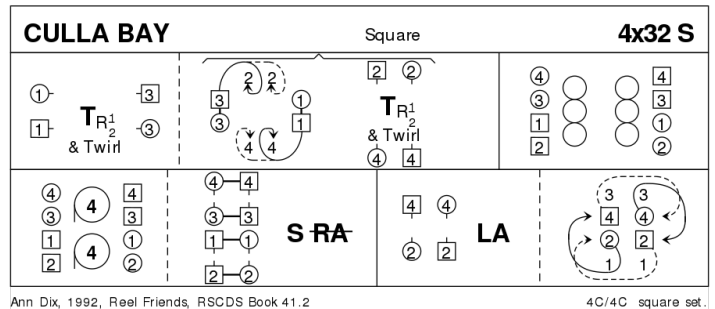 CULLA BAY Square 4x32 S
1 3
T R 1/2
& Twirl
1 3
2 2
3 1
3 1
4 4
2 2
T R 1/2
& Twirl
4 4
4 4
3 3
1 1
2 2
4 4
3 4 3
1 1
2 4 2
4 4
3 3
1 1
2 2
S RA
4 4
2 2
LA
3 3
4 4
2 2
1 1
Ann Dix, 1992, Reel Friends, RSCDS Book 41.2 4C/4C square set.